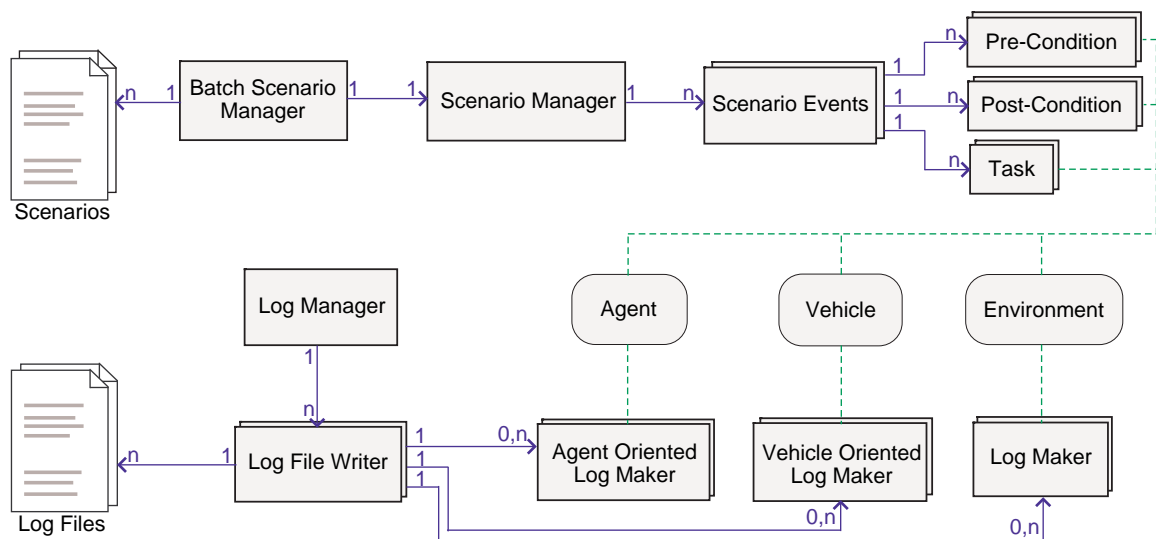 n
Pre-Condition
1
Batch Scenario
Manager
n
1
1
1
Scenario Manager
1
n
Scenario Events
1
n
Post-Condition
1
n
Task
Scenarios
Log Manager
Agent
Vehicle
Environment
1
n
n
1
Log File Writer
1
0,n
1
1
Agent Oriented
Log Maker
Vehicle Oriented
Log Maker
Log Maker
Log Files
0,n
0,n